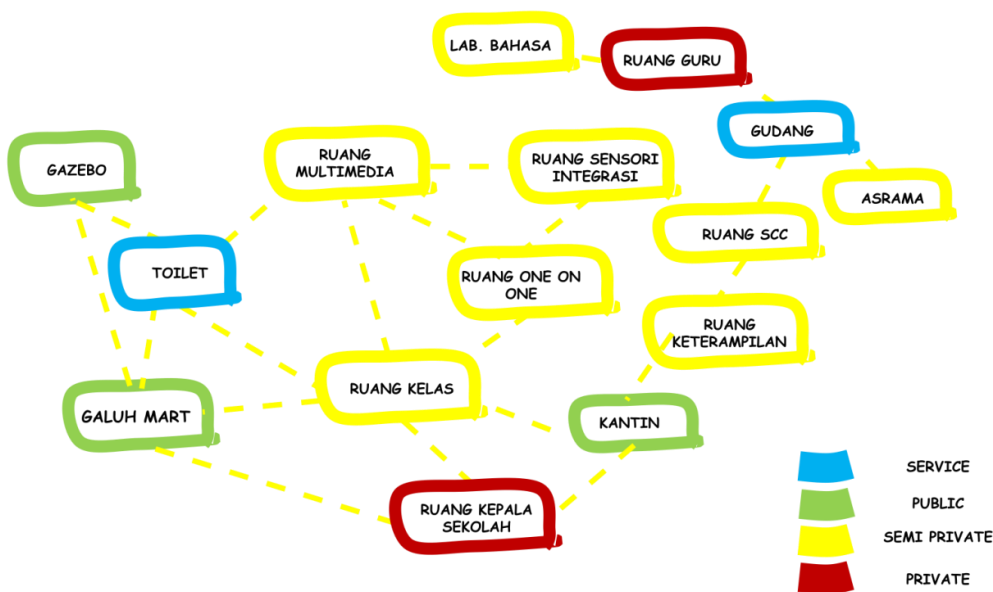 LAB. BAHASA
RUANG GURU
GUDANG
GAZEBO
RUANG
MULTIMEDIA
RUANG SENSORI
INTEGRASI
ASRAMA
RUANG SCC
TOILET
RUANG ONE ON
ONE
RUANG
KETERAMPILAN
RUANG KELAS
GALUH MART
KANTIN
RUANG KEPALA
SEKOLAH
SERVICE
PUBLIC
SEMI PRIVATE
PRIVATE